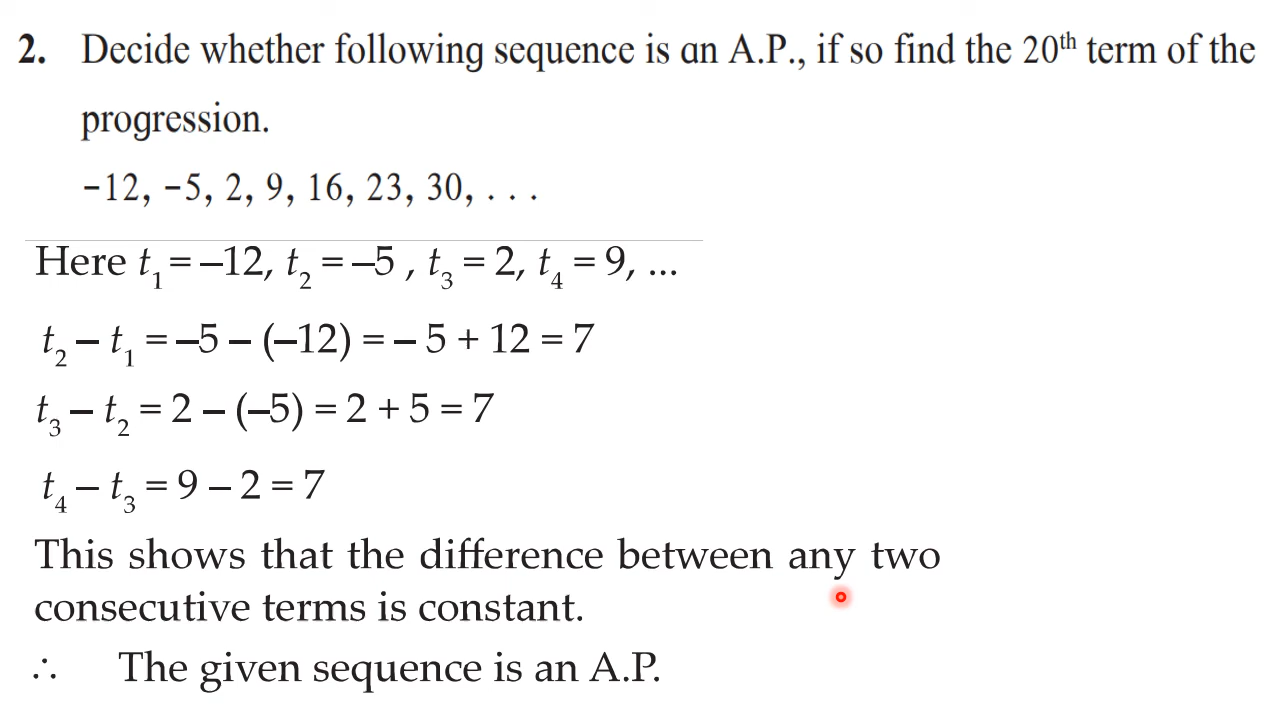 2. Decide whether following sequence is an A.P., if so find the 20th term of the
progression.
−12, −5, 2, 9, 16, 23, 30, . . .
Here t₁ = –12, t₂ = –5 , t₃ = 2, t₄ = 9, ...
t₂ – t₁ = –5 – (–12) = – 5 + 12 = 7
t₃ – t₂ = 2 – (–5) = 2 + 5 = 7
t₄ – t₃ = 9 – 2 = 7
This shows that the difference between any two
consecutive terms is constant.
∴ The given sequence is an A.P.